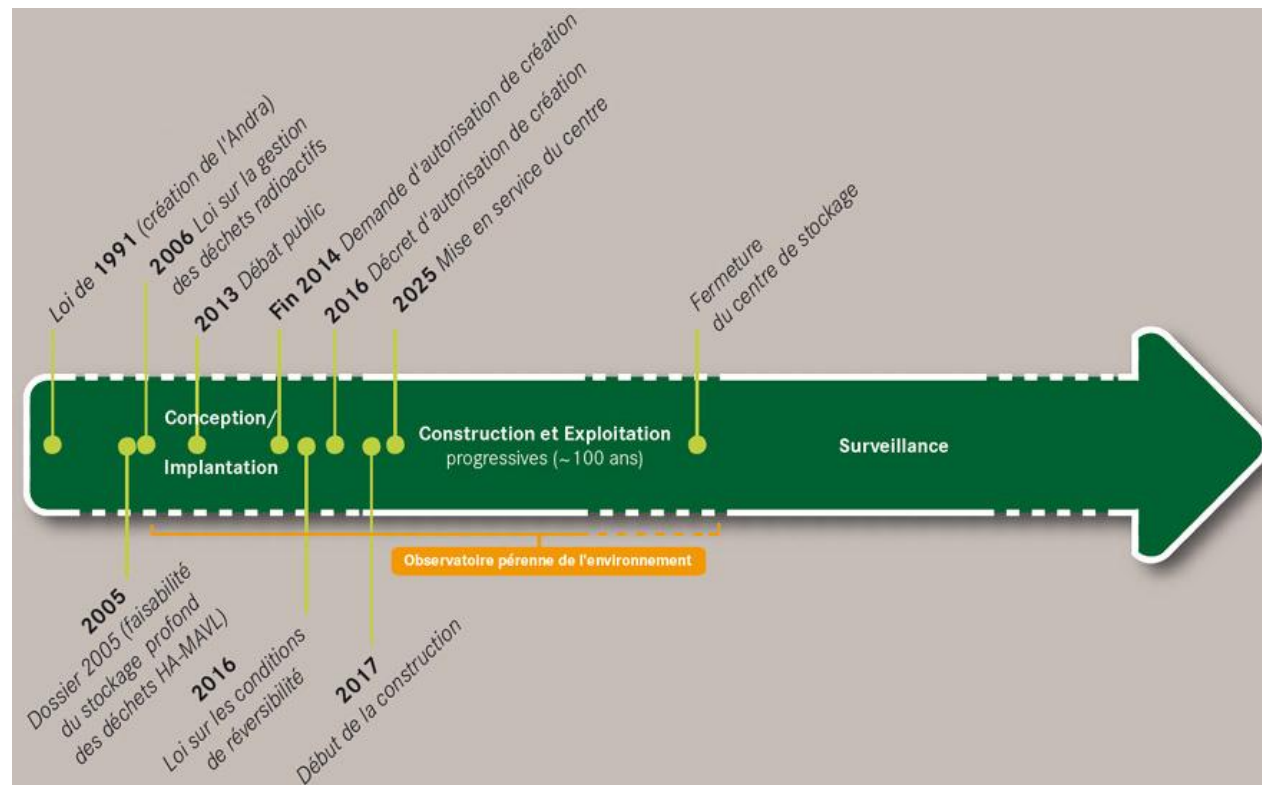 Loi de 1991 (création de l'Andra)
2006 Loi sur la gestion
des déchets radioactifs
2013 Débat public
Fin 2014 Demande d'autorisation de création
2016 Décret d'autorisation de création
2025 Mise en service du centre
Fermeture
du centre de stockage
Conception/
Implantation
Construction et Exploitation
progressives (~100 ans)
Surveillance
Observatoire pérenne de l'environnement
2005
Dossier 2005 (faisabilité
du stockage profond
des déchets HA-MAVL)
2016
Loi sur les conditions
de réversibilité
2017
Début de la construction